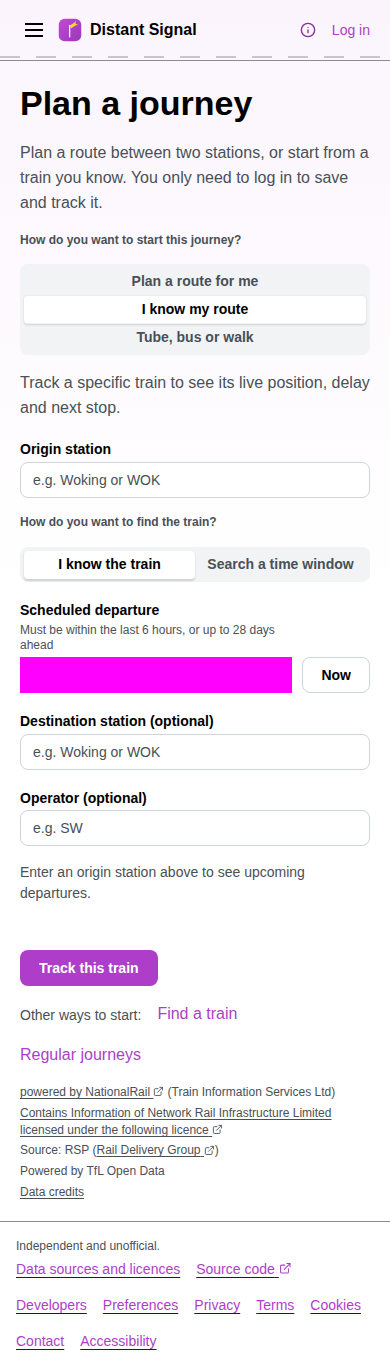 Distant Signal
Log in
Plan a journey
Plan a route between two stations, or start from a
train you know. You only need to log in to save
and track it.
How do you want to start this journey?
Plan a route for me
I know my route
Tube, bus or walk
Track a specific train to see its live position, delay
and next stop.
Origin station
e.g. Woking or WOK
How do you want to find the train?
I know the train
Search a time window
Scheduled departure
Must be within the last 6 hours, or up to 28 days
ahead
Now
Destination station (optional)
e.g. Woking or WOK
Operator (optional)
e.g. SW
Enter an origin station above to see upcoming
departures.
Track this train
Other ways to start: Find a train
Regular journeys
powered by NationalRail (Train Information Services Ltd)
Contains Information of Network Rail Infrastructure Limited
licensed under the following licence
Source: RSP (Rail Delivery Group)
Powered by TfL Open Data
Data credits
Independent and unofficial.
Data sources and licences Source code
Developers Preferences Privacy Terms Cookies
Contact Accessibility